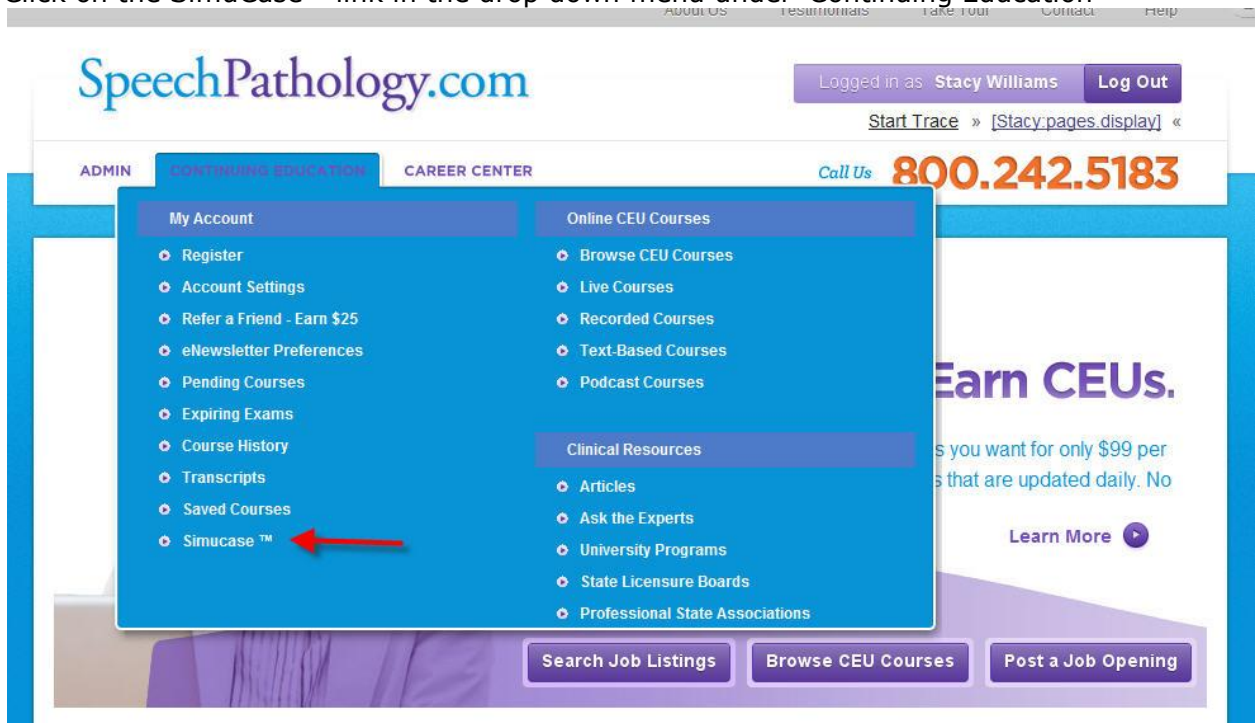 Click on the SimuCase™ link in the drop down menu under "Continuing Education"
About Us Testimonials Take Tour Contact Help
SpeechPathology.com
Logged in as Stacy Williams Log Out
Start Trace » [Stacy:pages.display] «
ADMIN CONTINUING EDUCATION CAREER CENTER Call Us 800.242.5183
My Account
Register
Account Settings
Refer a Friend - Earn $25
eNewsletter Preferences
Pending Courses
Expiring Exams
Course History
Transcripts
Saved Courses
Simucase ™
Online CEU Courses
Browse CEU Courses
Live Courses
Recorded Courses
Text-Based Courses
Podcast Courses
Clinical Resources
Articles
Ask the Experts
University Programs
State Licensure Boards
Professional State Associations
Earn CEUs.
s you want for only $99 per
s that are updated daily. No
Learn More
Search Job Listings Browse CEU Courses Post a Job Opening